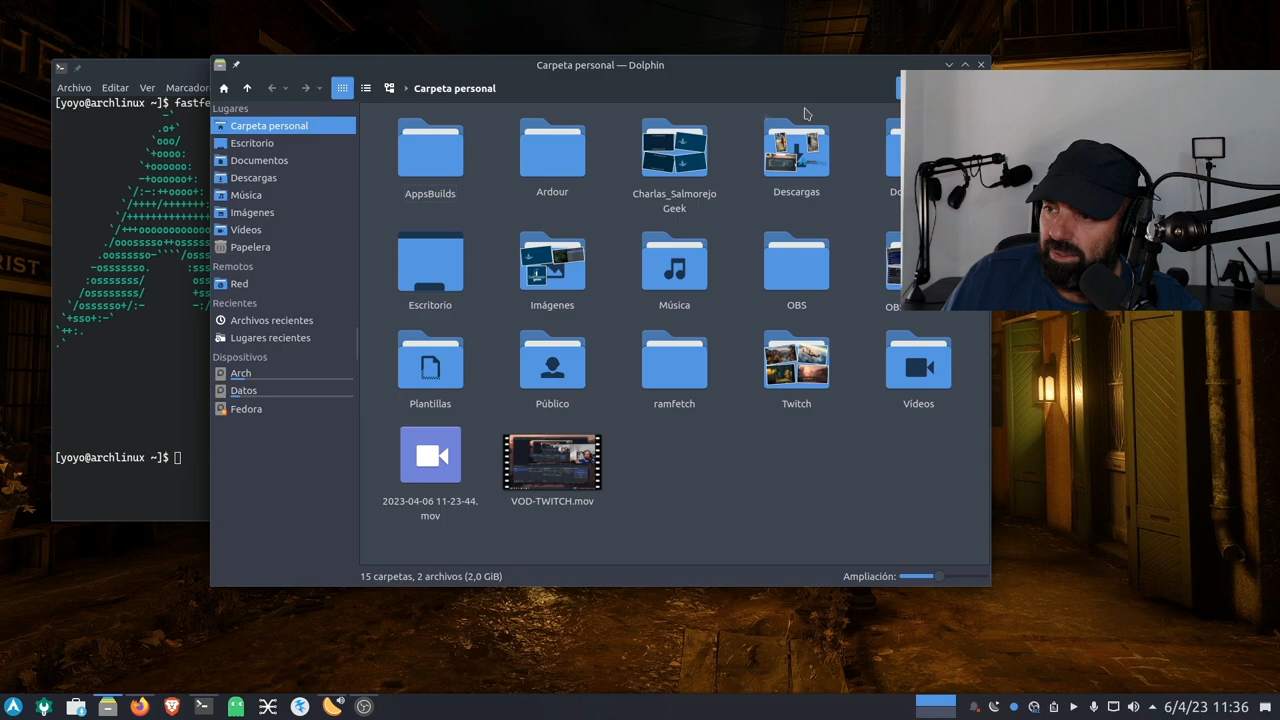 Carpeta personal — Dolphin
Archivo Editar Ver Marcador
Carpeta personal
[yoyo@archlinux ~]$ fastfe
Lugares
Carpeta personal
Escritorio
Documentos
Descargas
Música
Imágenes
Vídeos
Papelera
Remotos
Red
Recientes
Archivos recientes
Lugares recientes
Dispositivos
Arch
Datos
Fedora
[yoyo@archlinux ~]$
AppsBuilds
Ardour
Charlas_Salmorejo
Geek
Descargas
Escritorio
Imágenes
Música
OBS
Plantillas
Público
ramfetch
Twitch
Vídeos
2023-04-06 11-23-44.
mov
VOD-TWITCH.mov
15 carpetas, 2 archivos (2,0 GiB)
Ampliación:
6/4/23 11:36